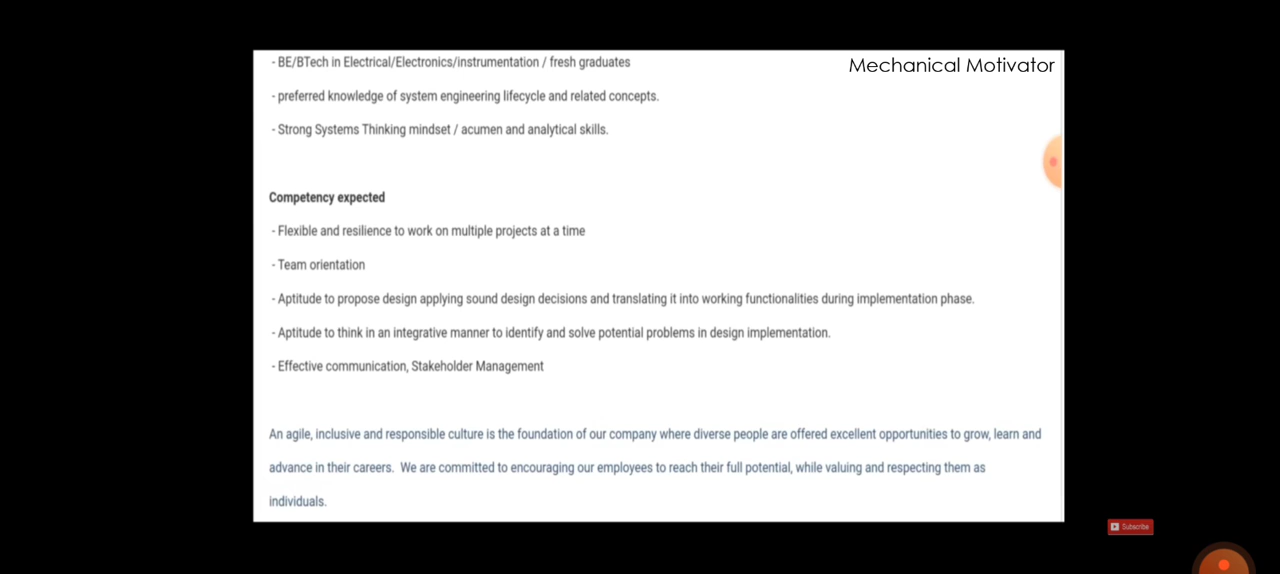 - BE/BTech in Electrical/Electronics/instrumentation / fresh graduates
Mechanical Motivator
- preferred knowledge of system engineering lifecycle and related concepts.
- Strong Systems Thinking mindset / acumen and analytical skills.
Competency expected
- Flexible and resilience to work on multiple projects at a time
- Team orientation
- Aptitude to propose design applying sound design decisions and translating it into working functionalities during implementation phase.
- Aptitude to think in an integrative manner to identify and solve potential problems in design implementation.
- Effective communication, Stakeholder Management
An agile, inclusive and responsible culture is the foundation of our company where diverse people are offered excellent opportunities to grow, learn and
advance in their careers. We are committed to encouraging our employees to reach their full potential, while valuing and respecting them as
individuals.
Subscribe